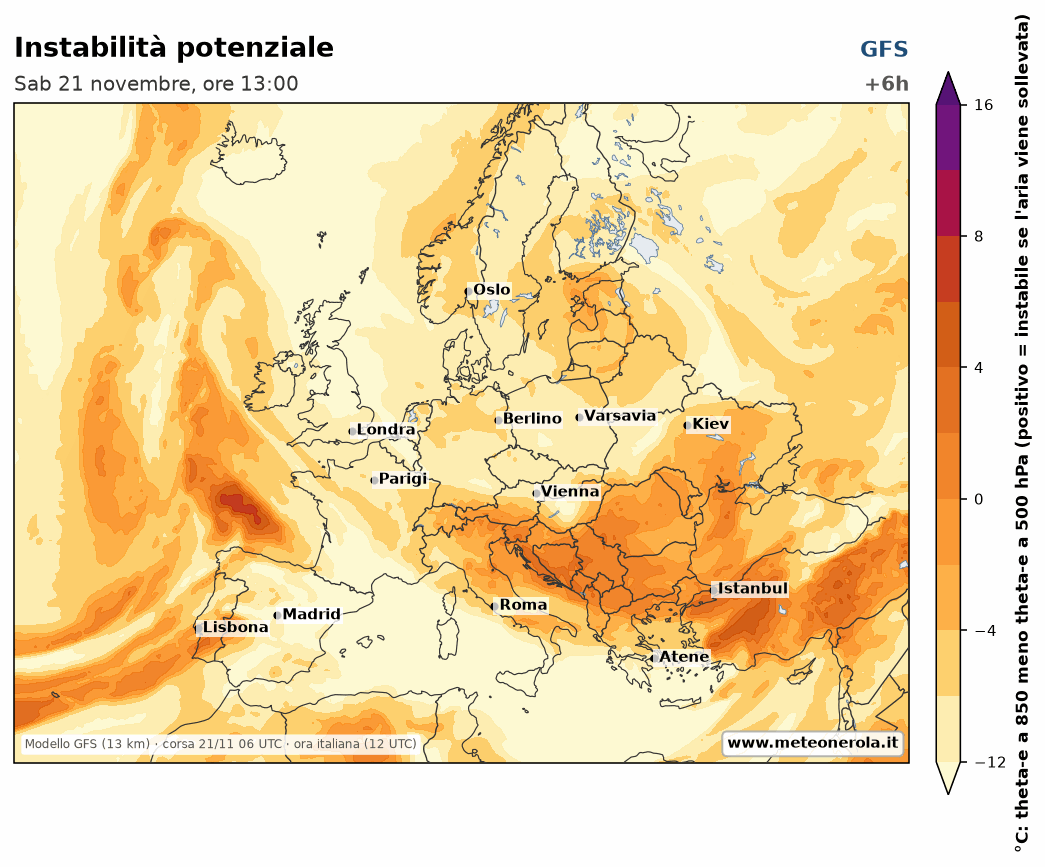 Instabilità potenziale
GFS
Sab 21 novembre, ore 13:00
+6h
Oslo
Londra
Berlino
Varsavia
Kiev
Parigi
Vienna
Istanbul
Roma
Madrid
Lisbona
Atene
Modello GFS (13 km) · corsa 21/11 06 UTC · ora italiana (12 UTC)
www.meteonerola.it
16
8
4
0
−4
−12
°C: theta-e a 850 meno theta-e a 500 hPa (positivo = instabile se l'aria viene sollevata)